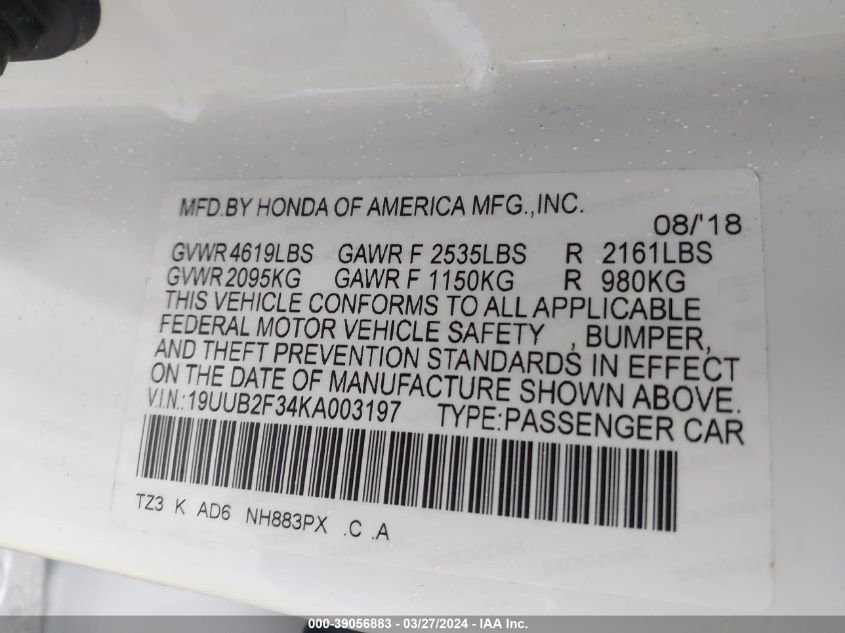 MFD.BY HONDA OF AMERICA MFG.,INC.
08/'18
GVWR 4619LBS GAWR F 2535LBS R 2161LBS
GVWR 2095KG GAWR F 1150KG R 980KG
THIS VEHICLE CONFORMS TO ALL APPLICABLE
FEDERAL MOTOR VEHICLE SAFETY , BUMPER,
AND THEFT PREVENTION STANDARDS IN EFFECT
ON THE DATE OF MANUFACTURE SHOWN ABOVE.
V.I.N.:19UUB2F34KA003197 TYPE:PASSENGER CAR
TZ3 K AD6 NH883PX .C .A
000-39056883 / 03/27/2024 - IAA Inc.